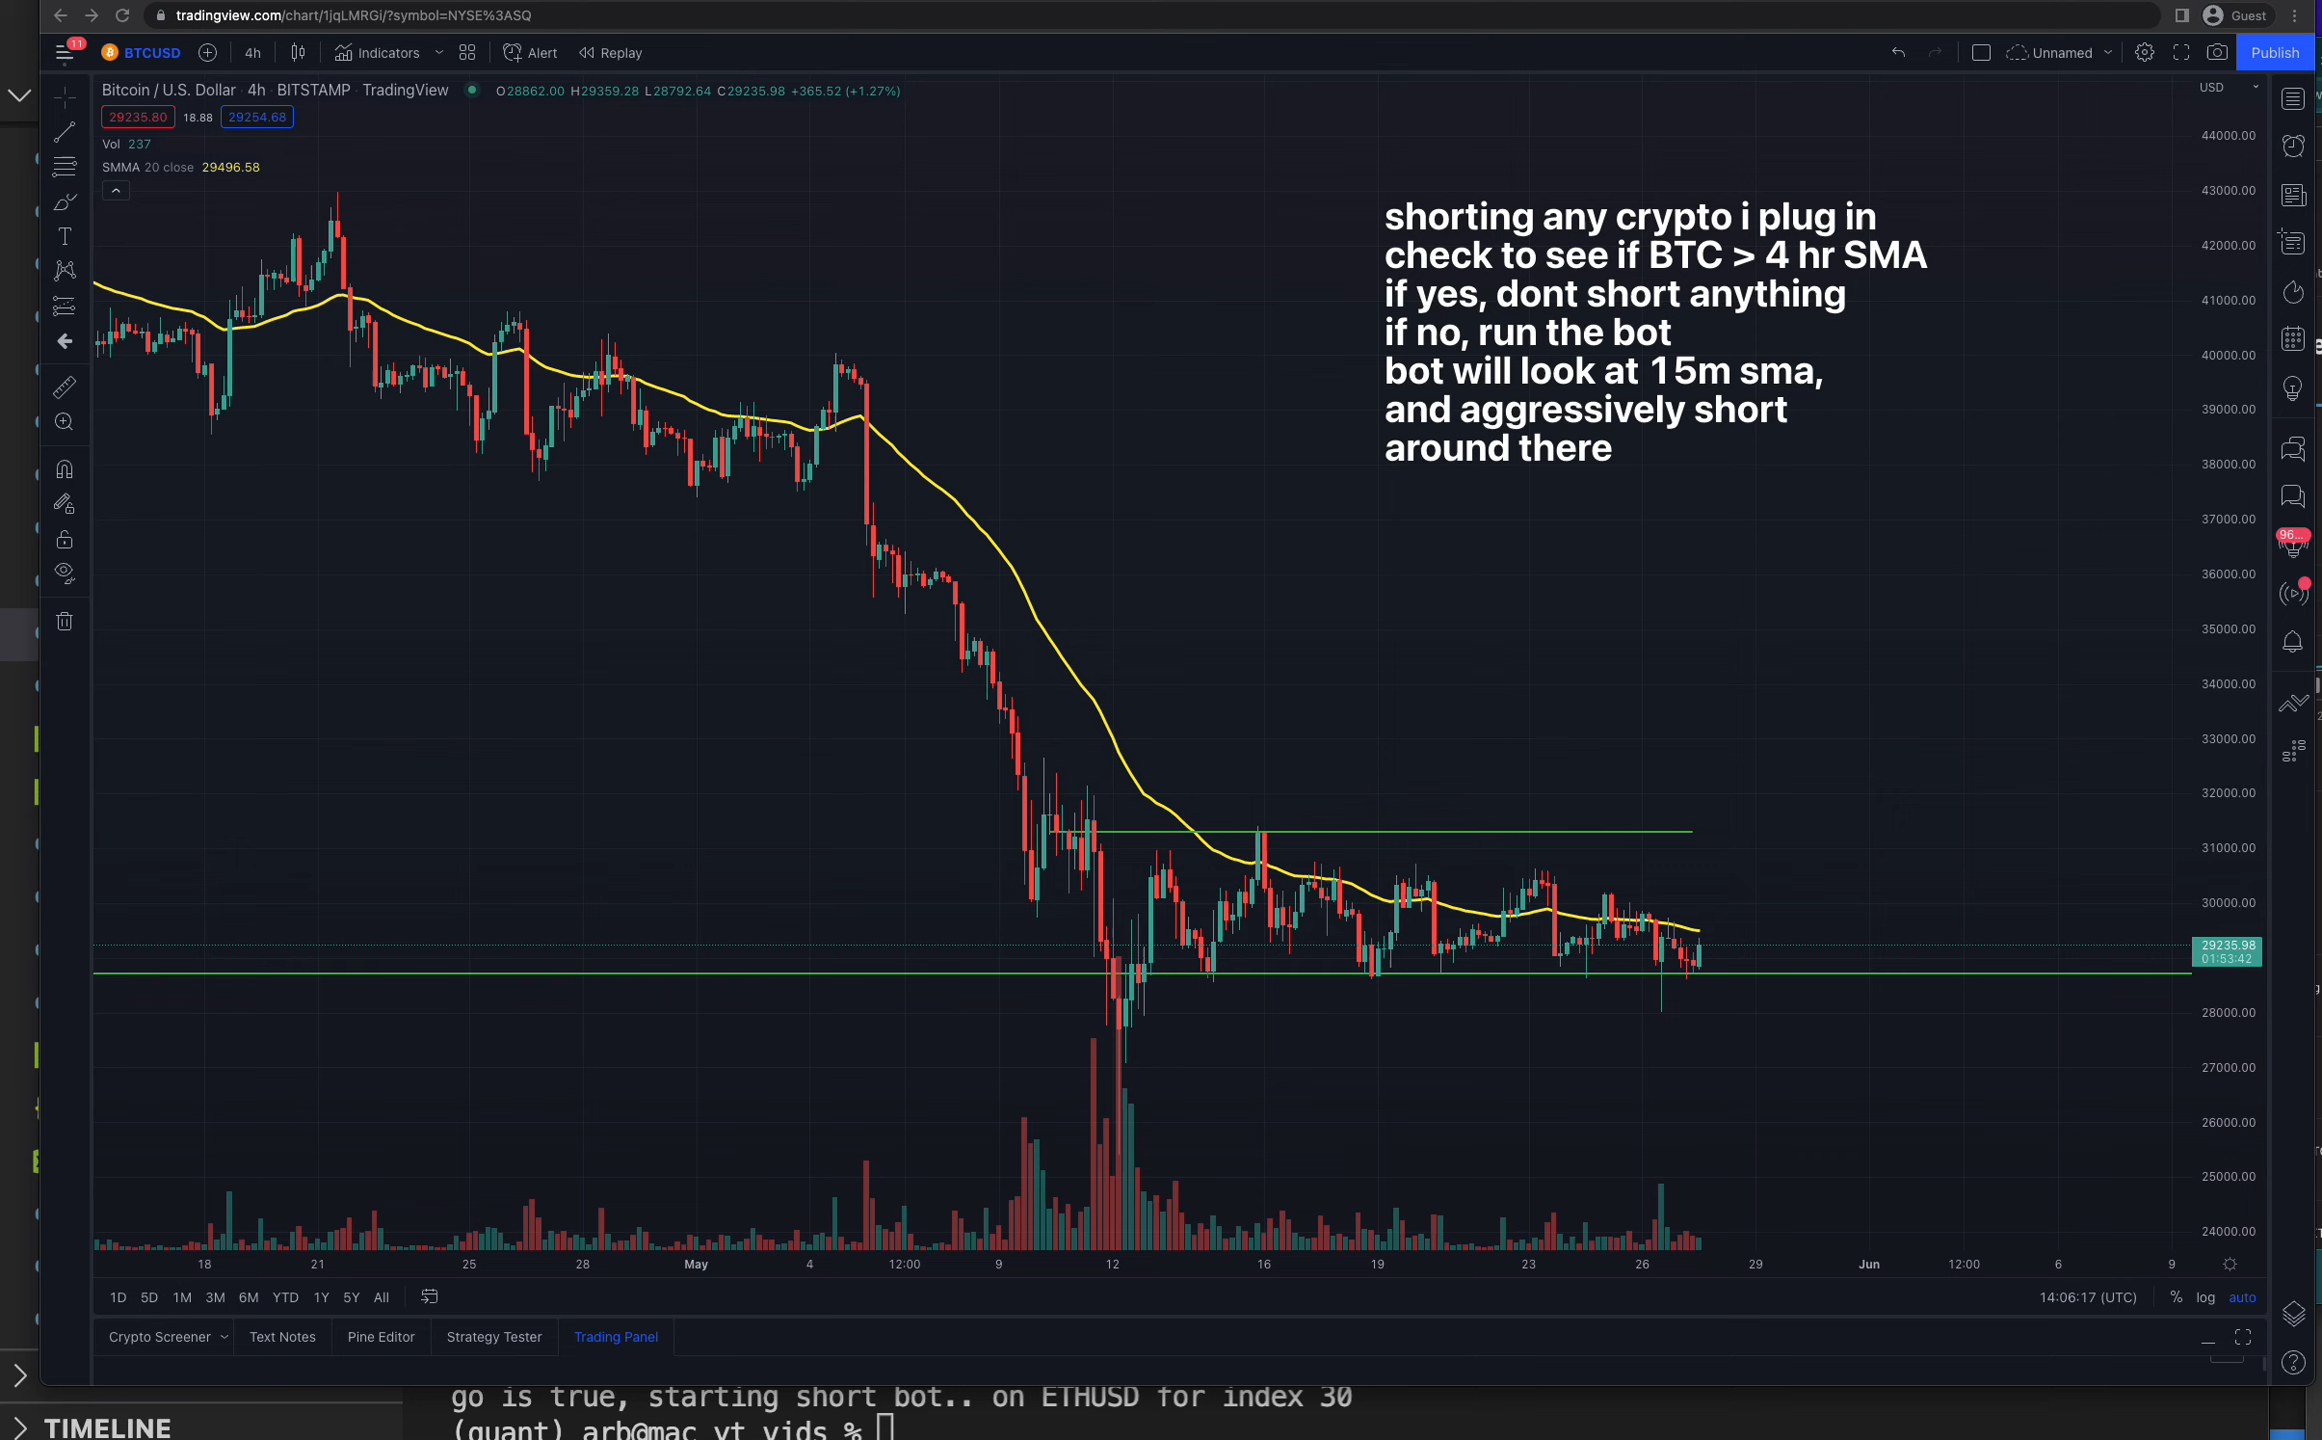 tradingview.com/chart/1jqLMRGi/?symbol=NYSE%3ASQ
Guest
11
BTCUSD
4h
Indicators
Alert
Replay
Unnamed
Publish
Bitcoin / U.S. Dollar · 4h · BITSTAMP · TradingView
O28862.00 H29359.28 L28792.64 C29235.98 +365.52 (+1.27%)
USD
29235.80
18.88
29254.68
Vol 237
SMMA 20 close 29496.58
shorting any crypto i plug in
check to see if BTC > 4 hr SMA
if yes, dont short anything
if no, run the bot
bot will look at 15m sma,
and aggressively short
around there
44000.00
43000.00
42000.00
41000.00
40000.00
39000.00
38000.00
37000.00
36000.00
35000.00
34000.00
33000.00
32000.00
31000.00
30000.00
29235.98
01:53:42
28000.00
27000.00
26000.00
25000.00
24000.00
96...
18 21 25 28 May 4 12:00 9 12 16 19 23 26 29 Jun 12:00 6 9
1D 5D 1M 3M 6M YTD 1Y 5Y All
14:06:17 (UTC)
% log auto
Crypto Screener
Text Notes
Pine Editor
Strategy Tester
Trading Panel
go is true, starting short bot.. on ETHUSD for index 30
TIMELINE
(quant) arb@mac yt vids %